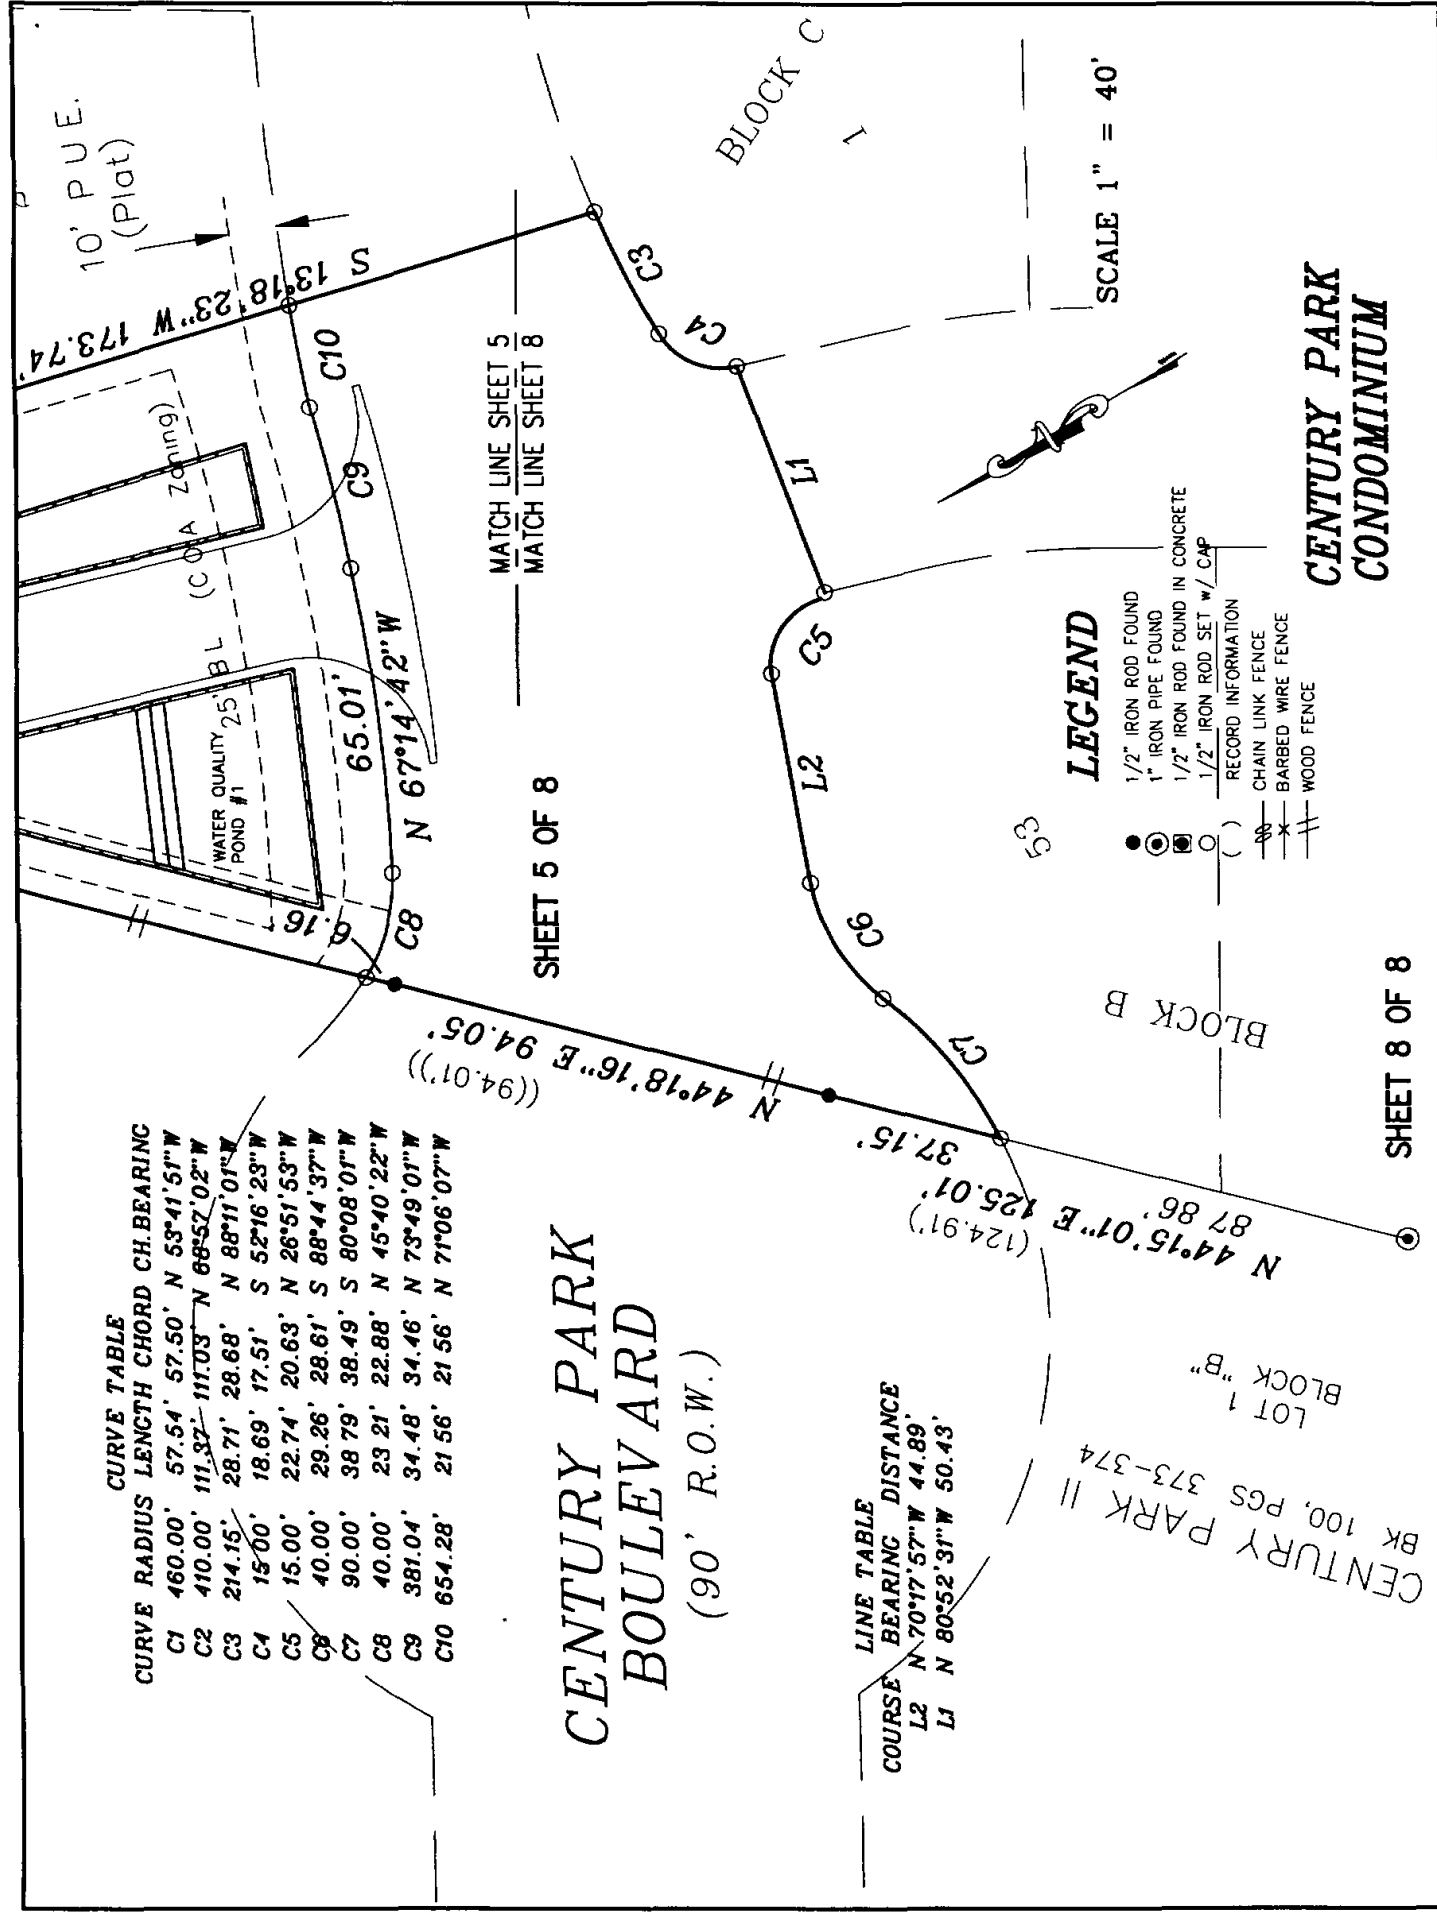 CURVE TABLE
CURVE RADIUS LENGTH CHORD CH.BEARING
C1 460.00' 57.54' 57.50' N 53°41'51"W
C2 410.00' 111.37' 111.03' N 68°57'02"W
C3 214.15' 28.71' 28.68' N 88°11'01"W
C4 15.00' 18.69' 17.51' S 52°16'23"W
C5 15.00' 22.74' 20.63' N 26°51'53"W
C6 40.00' 29.26' 28.61' S 88°44'37"W
C7 90.00' 38 79' 38.49' S 80°08'01"W
C8 40.00' 23 21' 22.88' N 45°40'22"W
C9 381.04' 34.48' 34.46' N 73°49'01"W
C10 654.28' 21 56' 21 56' N 71°06'07"W
CENTURY PARK
BOULEVARD
(90' R.O.W.)
LINE TABLE
COURSE BEARING DISTANCE
L2 N 70°17'57"W 44.89'
L1 N 80°52'31"W 50.43'
CENTURY PARK II
BK 100, PGS 373-374
LOT 1
BLOCK "B"
10' P U E.
(Plat)
S 13°18'23"W 173.74'
25' BL (COA Zoning)
WATER QUALITY
POND #1
6.16'
C8
65.01'
N 67°14'42"W
C9
C10
SHEET 5 OF 8
MATCH LINE SHEET 5
MATCH LINE SHEET 8
N 44°18'16"E 94.05'
((94.01'))
37.15'
N 44°15'01"E 125.01'
(124.91')
87 86'
C7
C6
L2
C5
L1
C4
C3
BLOCK C
1
53
BLOCK B
SCALE 1" = 40'
LEGEND
1/2" IRON ROD FOUND
1" IRON PIPE FOUND
1/2" IRON ROD FOUND IN CONCRETE
1/2" IRON ROD SET w/ CAP
( ) RECORD INFORMATION
CHAIN LINK FENCE
BARBED WIRE FENCE
WOOD FENCE
CENTURY PARK
CONDOMINIUM
SHEET 8 OF 8